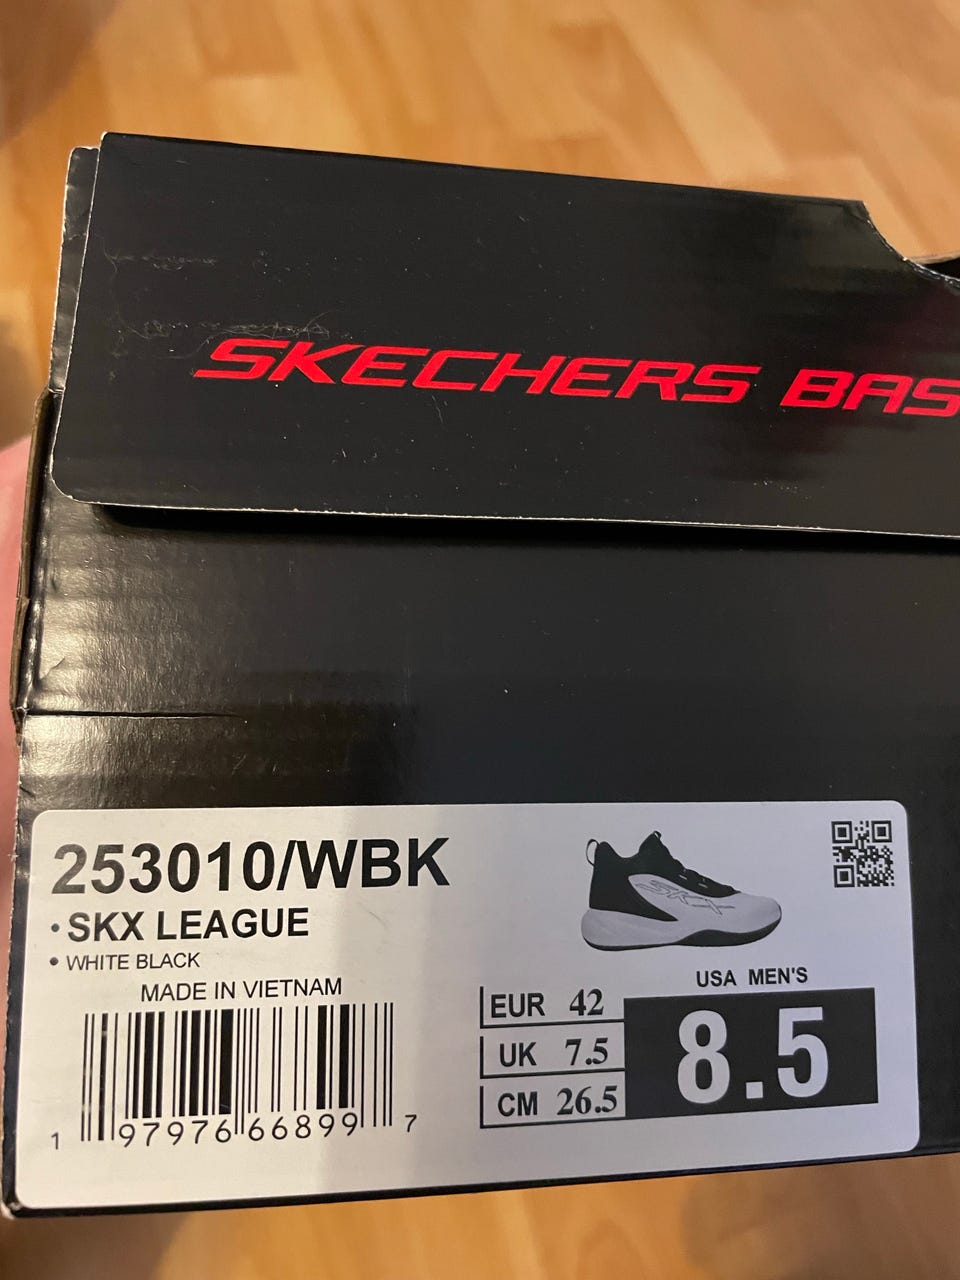 SKECHERS BAS
253010/WBK
• SKX LEAGUE
• WHITE BLACK
MADE IN VIETNAM
1 97976 66899 7
SKX
USA MEN'S
EUR 42
UK 7.5
CM 26.5
8.5